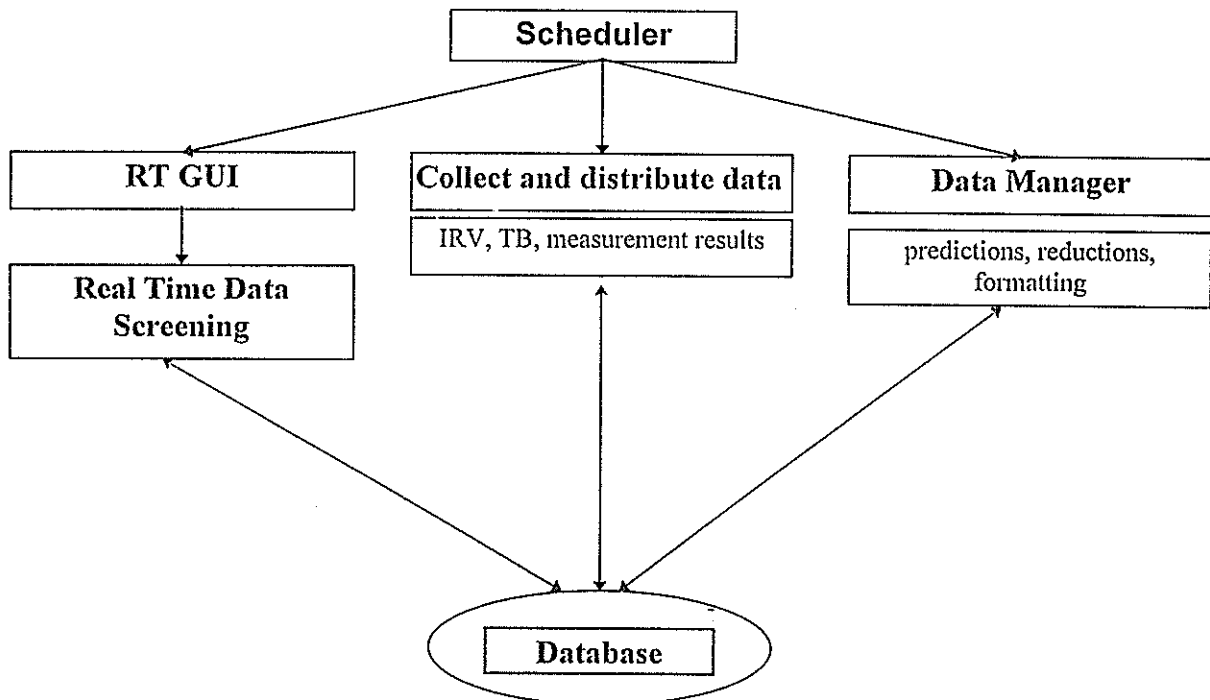 Scheduler
RT GUI
Collect and distribute data
Data Manager
IRV, TB, measurement results
predictions, reductions,
formatting
Real Time Data
Screening
Database